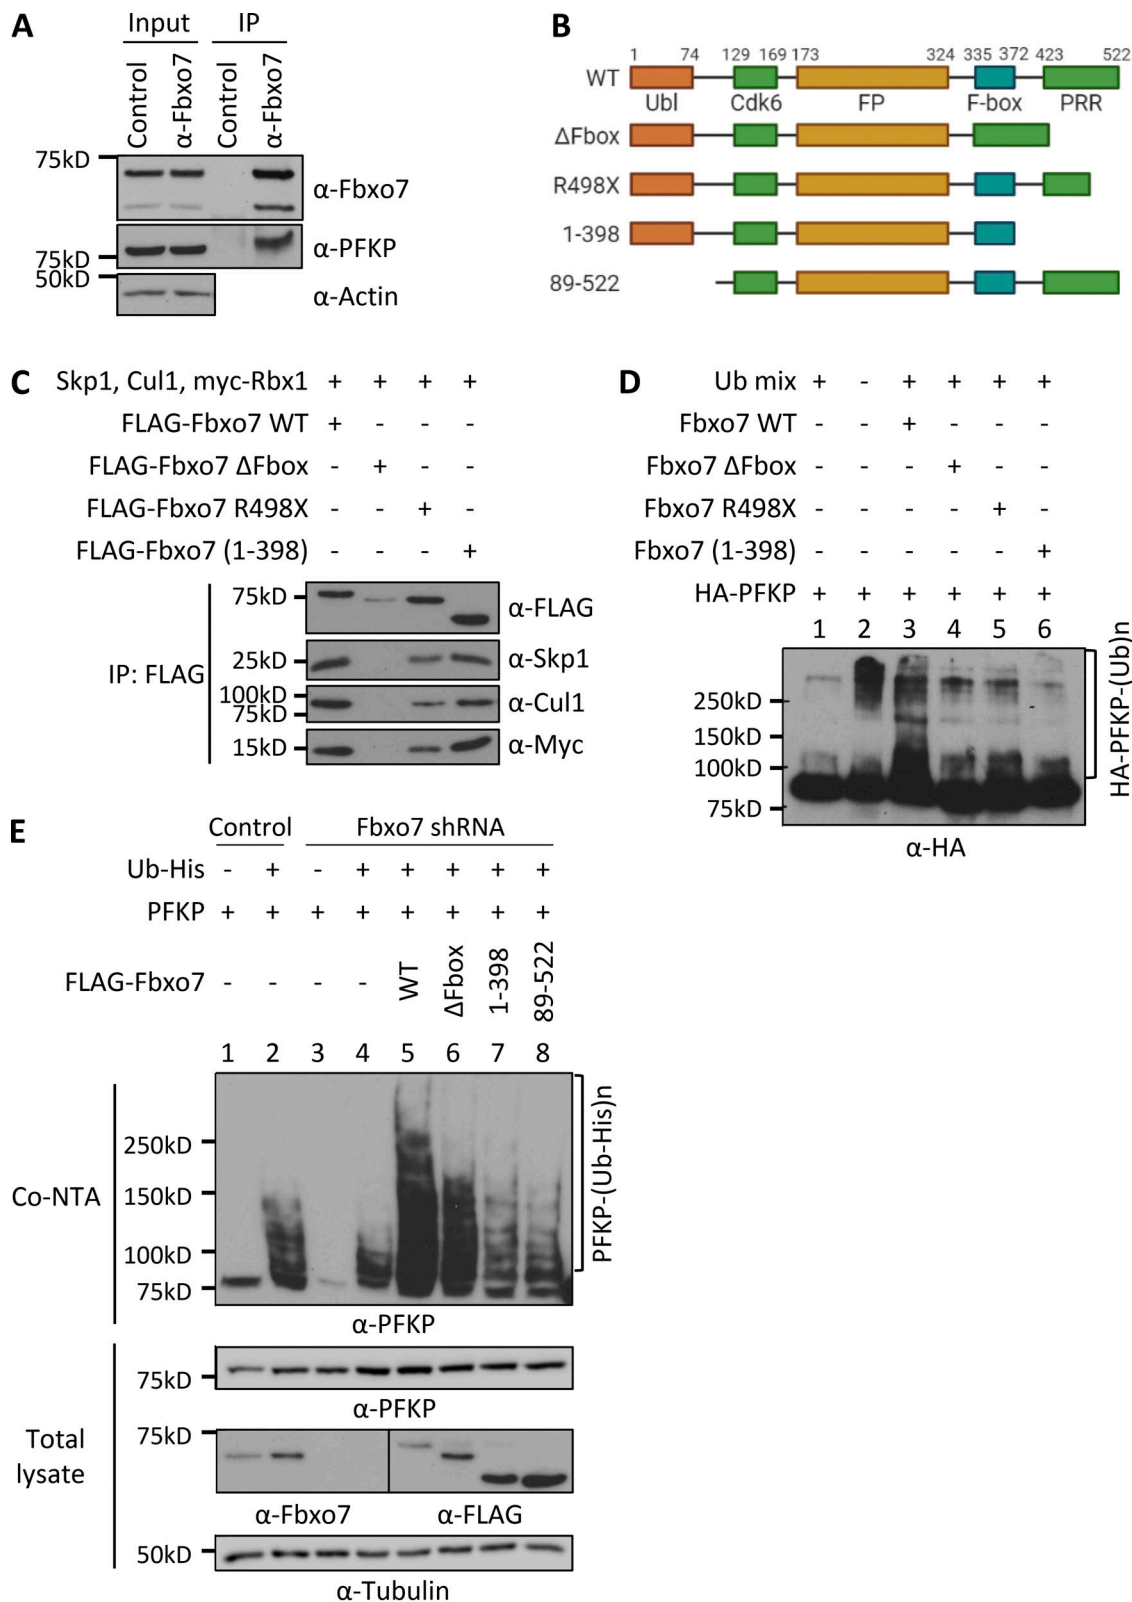 A
Input IP
Control
α-Fbxo7
Control
α-Fbxo7
75kD
α-Fbxo7
75kD
α-PFKP
50kD
α-Actin
B
1 74 129 169 173 324 335 372 423 522
WT
Ubl Cdk6 FP F-box PRR
ΔFbox
R498X
1-398
89-522
C
Skp1, Cul1, myc-Rbx1 + + + +
FLAG-Fbxo7 WT + - - -
FLAG-Fbxo7 ΔFbox - + - -
FLAG-Fbxo7 R498X - - + -
FLAG-Fbxo7 (1-398) - - - +
IP: FLAG
75kD α-FLAG
25kD α-Skp1
100kD
75kD α-Cul1
15kD α-Myc
D
Ub mix + - + + + +
Fbxo7 WT - - + - - -
Fbxo7 ΔFbox - - - + - -
Fbxo7 R498X - - - - + -
Fbxo7 (1-398) - - - - - +
HA-PFKP + + + + + +
1 2 3 4 5 6
250kD
150kD
100kD
75kD
HA-PFKP-(Ub)n
α-HA
E
Control Fbxo7 shRNA
Ub-His - + - + + + + +
PFKP + + + + + + + +
FLAG-Fbxo7 - - - - WT ΔFbox 1-398 89-522
1 2 3 4 5 6 7 8
Co-NTA
250kD
150kD
100kD
75kD
PFKP-(Ub-His)n
α-PFKP
75kD
α-PFKP
Total
lysate
75kD
α-Fbxo7 α-FLAG
50kD
α-Tubulin